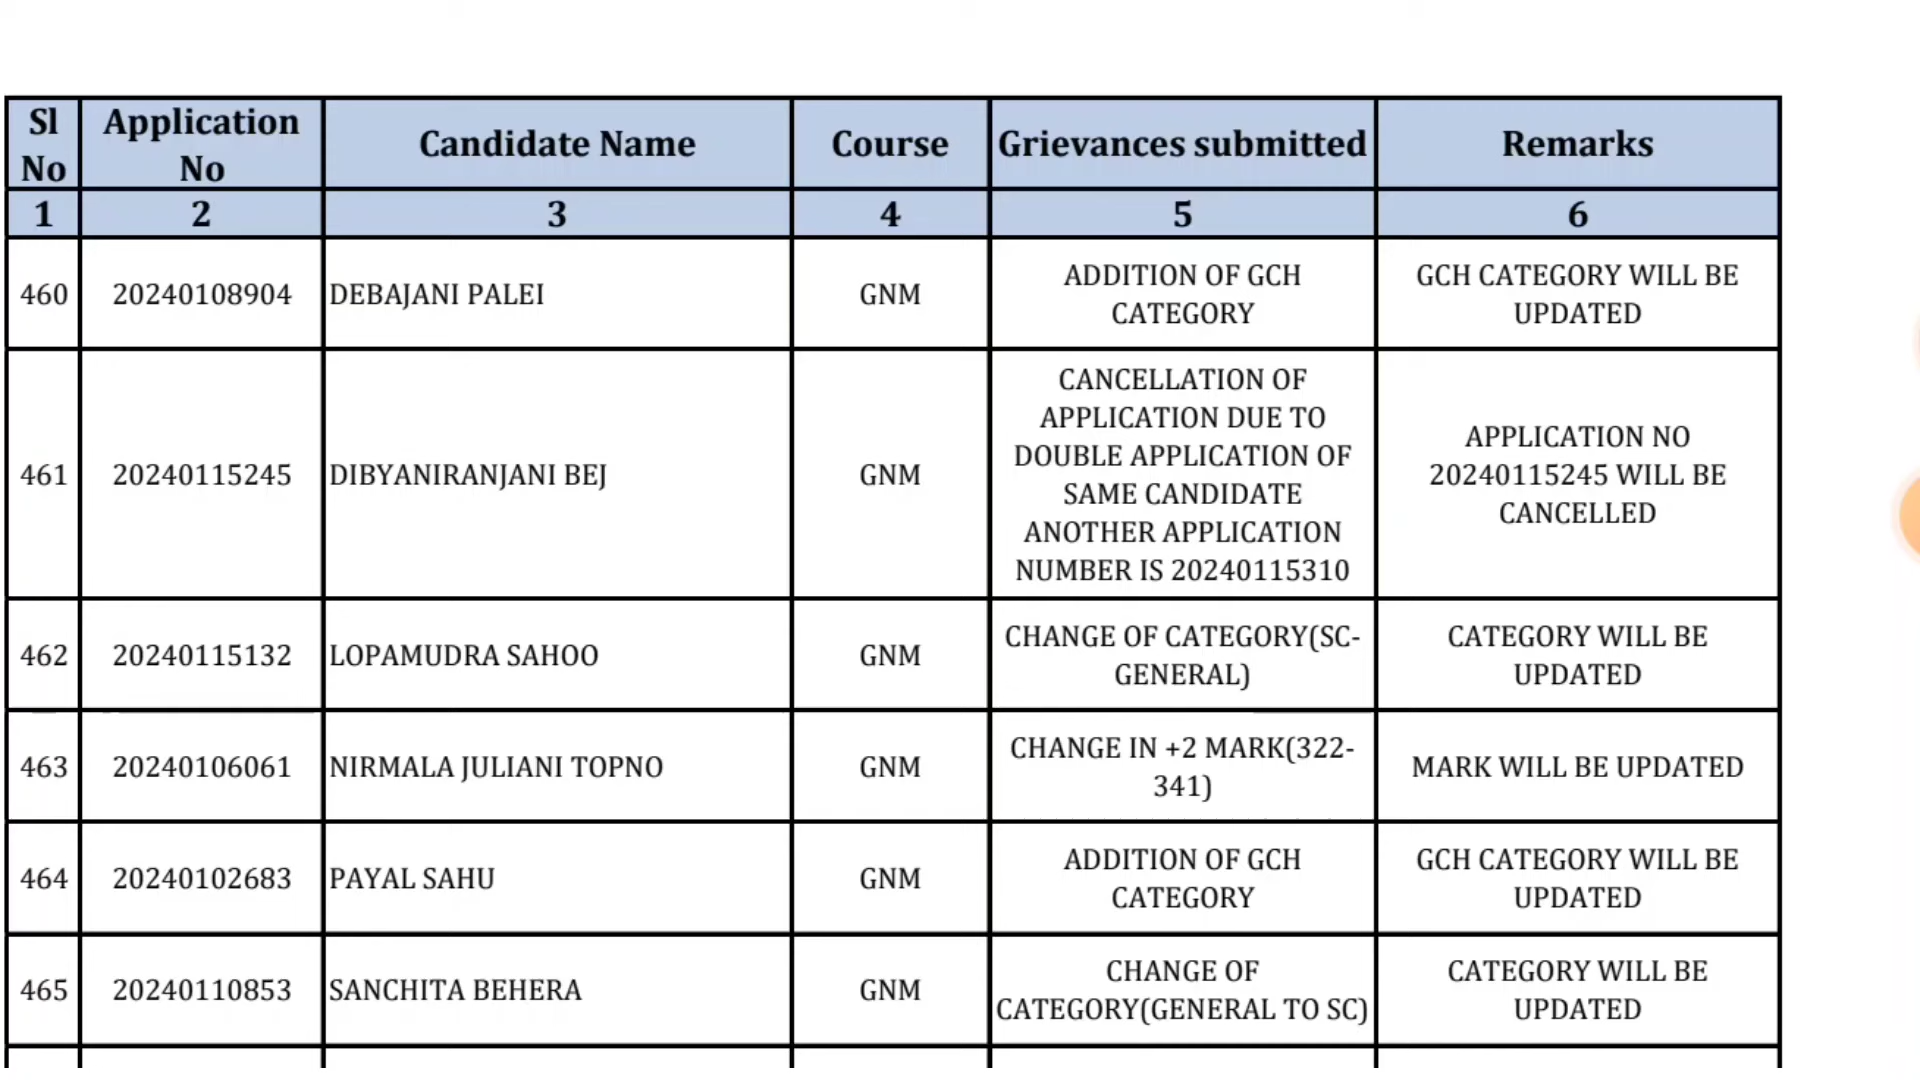 Sl No | Application No | Candidate Name | Course | Grievances submitted | Remarks
1 | 2 | 3 | 4 | 5 | 6
460 | 20240108904 | DEBAJANI PALEI | GNM | ADDITION OF GCH CATEGORY | GCH CATEGORY WILL BE UPDATED
461 | 20240115245 | DIBYANIRANJANI BEJ | GNM | CANCELLATION OF APPLICATION DUE TO DOUBLE APPLICATION OF SAME CANDIDATE ANOTHER APPLICATION NUMBER IS 20240115310 | APPLICATION NO 20240115245 WILL BE CANCELLED
462 | 20240115132 | LOPAMUDRA SAHOO | GNM | CHANGE OF CATEGORY(SC-GENERAL) | CATEGORY WILL BE UPDATED
463 | 20240106061 | NIRMALA JULIANI TOPNO | GNM | CHANGE IN +2 MARK(322-341) | MARK WILL BE UPDATED
464 | 20240102683 | PAYAL SAHU | GNM | ADDITION OF GCH CATEGORY | GCH CATEGORY WILL BE UPDATED
465 | 20240110853 | SANCHITA BEHERA | GNM | CHANGE OF CATEGORY(GENERAL TO SC) | CATEGORY WILL BE UPDATED